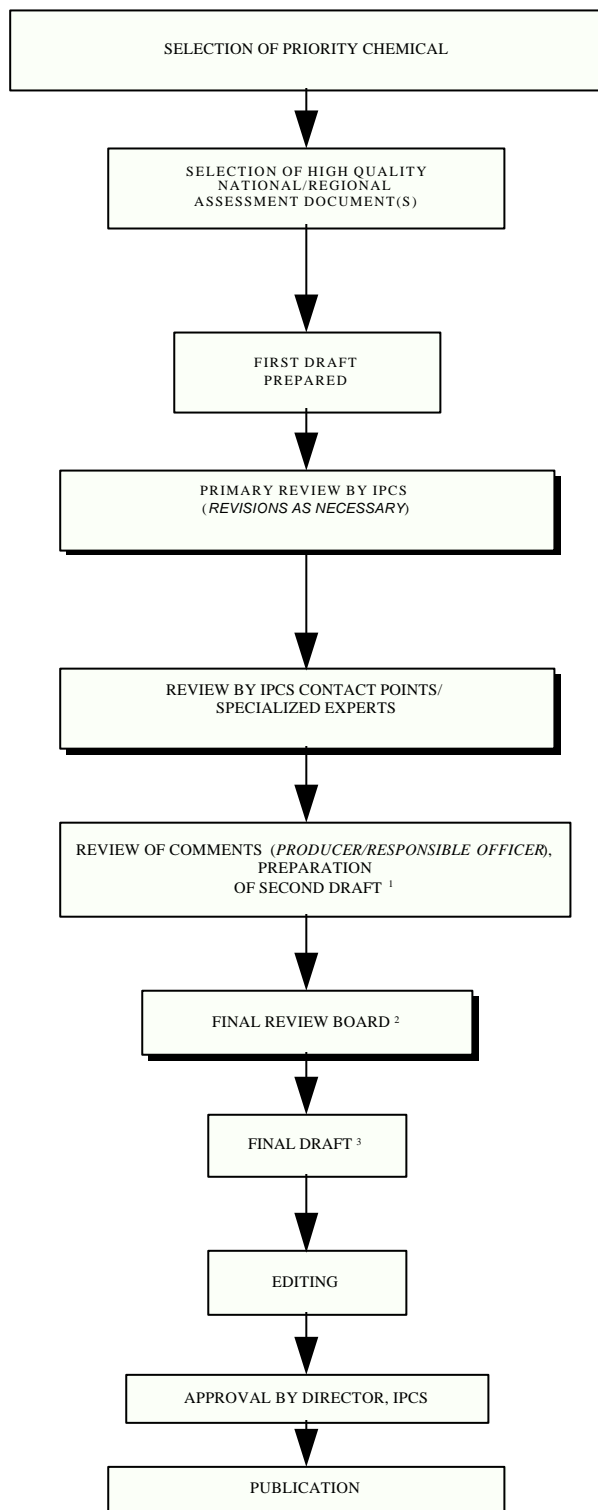 SELECTION OF PRIORITY CHEMICAL
SELECTION OF HIGH QUALITY
NATIONAL/REGIONAL
ASSESSMENT DOCUMENT(S)
FIRST DRAFT
PREPARED
PRIMARY REVIEW BY IPCS
(REVISIONS AS NECESSARY)
REVIEW BY IPCS CONTACT POINTS/
SPECIALIZED EXPERTS
REVIEW OF COMMENTS (PRODUCER/RESPONSIBLE OFFICER),
PREPARATION
OF SECOND DRAFT ¹
FINAL REVIEW BOARD ²
FINAL DRAFT ³
EDITING
APPROVAL BY DIRECTOR, IPCS
PUBLICATION